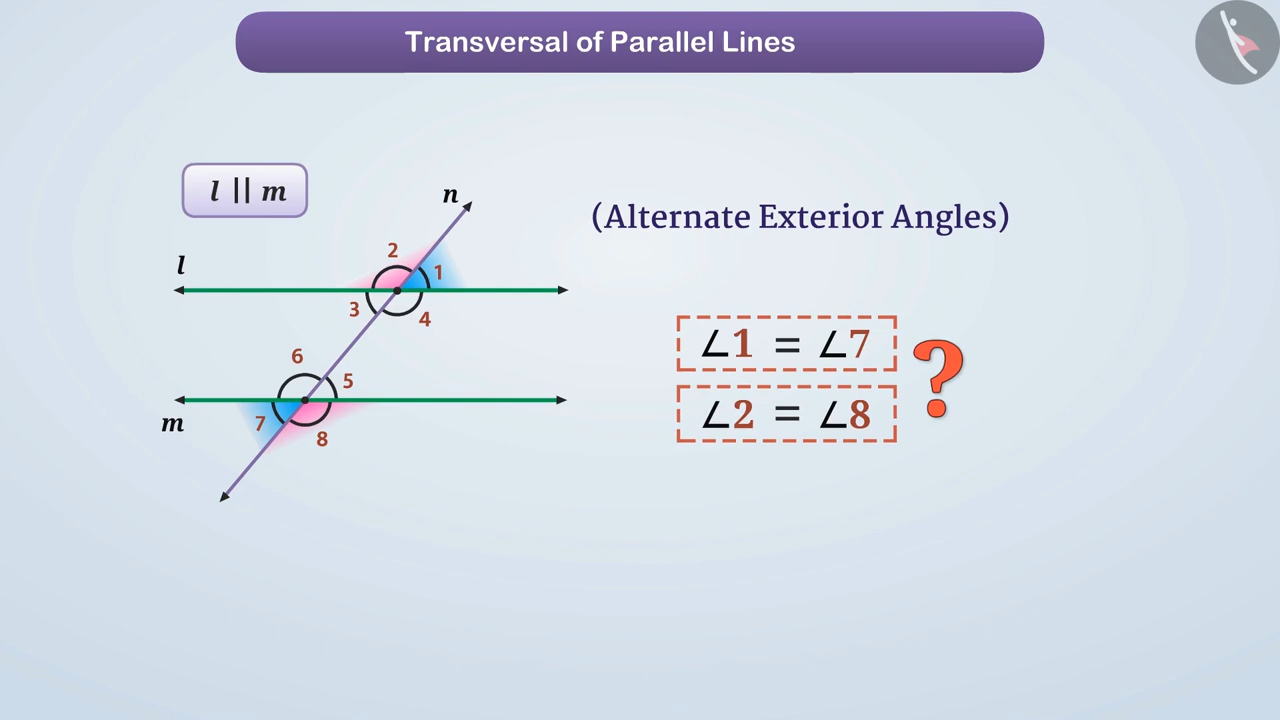 Transversal of Parallel Lines
l || m
n
(Alternate Exterior Angles)
l
2
1
3
4
∠1 = ∠7
?
6
5
∠2 = ∠8
m
7
8